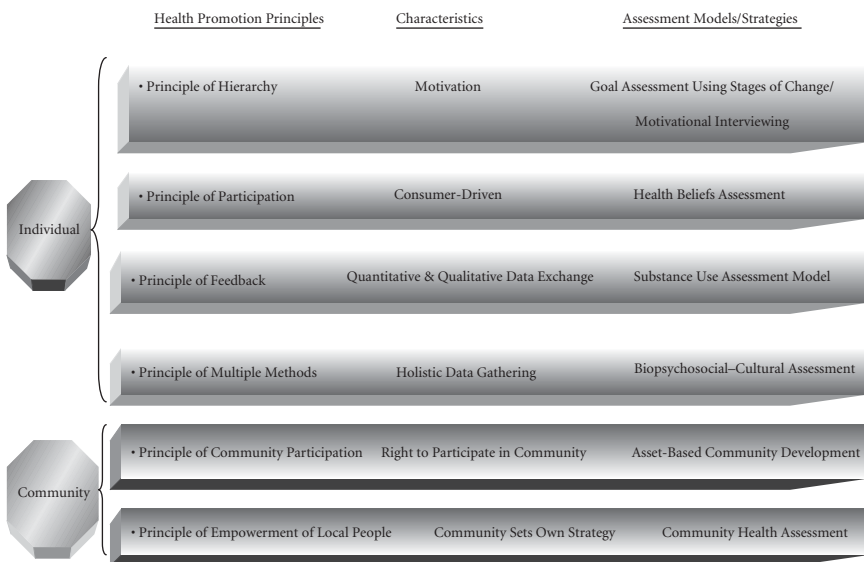 Health Promotion Principles Characteristics Assessment Models/Strategies
• Principle of Hierarchy Motivation Goal Assessment Using Stages of Change/
Motivational Interviewing
• Principle of Participation Consumer-Driven Health Beliefs Assessment
Individual
• Principle of Feedback Quantitative & Qualitative Data Exchange Substance Use Assessment Model
• Principle of Multiple Methods Holistic Data Gathering Biopsychosocial–Cultural Assessment
• Principle of Community Participation Right to Participate in Community Asset-Based Community Development
Community
• Principle of Empowerment of Local People Community Sets Own Strategy Community Health Assessment